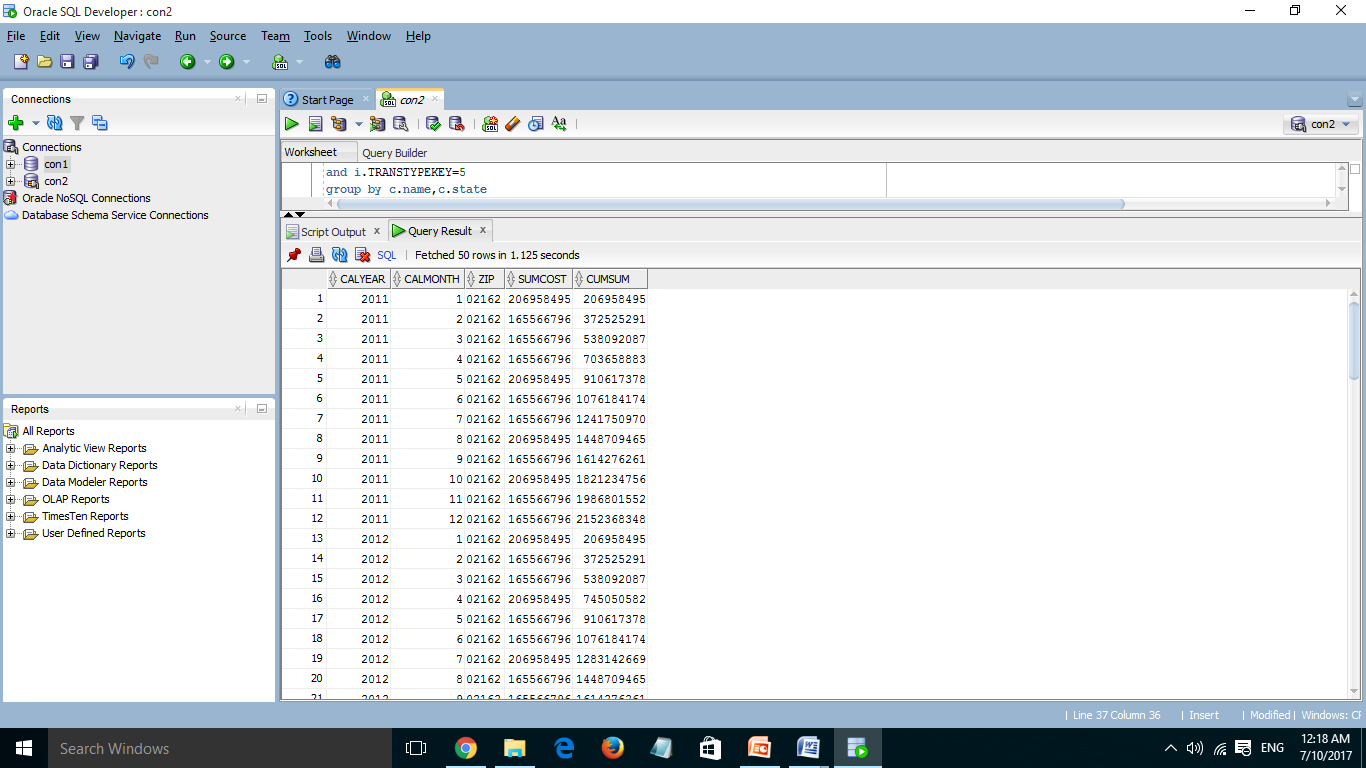 Oracle SQL Developer : con2
File Edit View Navigate Run Source Team Tools Window Help
Connections
Connections
con1
con2
Oracle NoSQL Connections
Database Schema Service Connections
Reports
All Reports
Analytic View Reports
Data Dictionary Reports
Data Modeler Reports
OLAP Reports
TimesTen Reports
User Defined Reports
Start Page con2
con2
Worksheet Query Builder
and i.TRANSTYPEKEY=5
group by c.name,c.state
Script Output x Query Result x
SQL | Fetched 50 rows in 1.125 seconds
CALYEAR CALMONTH ZIP SUMCOST CUMSUM
1 2011 1 02162 206958495 206958495
2 2011 2 02162 165566796 372525291
3 2011 3 02162 165566796 538092087
4 2011 4 02162 165566796 703658883
5 2011 5 02162 206958495 910617378
6 2011 6 02162 165566796 1076184174
7 2011 7 02162 165566796 1241750970
8 2011 8 02162 206958495 1448709465
9 2011 9 02162 165566796 1614276261
10 2011 10 02162 206958495 1821234756
11 2011 11 02162 165566796 1986801552
12 2011 12 02162 165566796 2152368348
13 2012 1 02162 206958495 206958495
14 2012 2 02162 165566796 372525291
15 2012 3 02162 165566796 538092087
16 2012 4 02162 206958495 745050582
17 2012 5 02162 165566796 910617378
18 2012 6 02162 165566796 1076184174
19 2012 7 02162 206958495 1283142669
20 2012 8 02162 165566796 1448709465
21 2012 9 02162 165566796 1614276261
| Line 37 Column 36 | Insert | Modified | Windows: CF
Search Windows
ENG
12:18 AM
7/10/2017